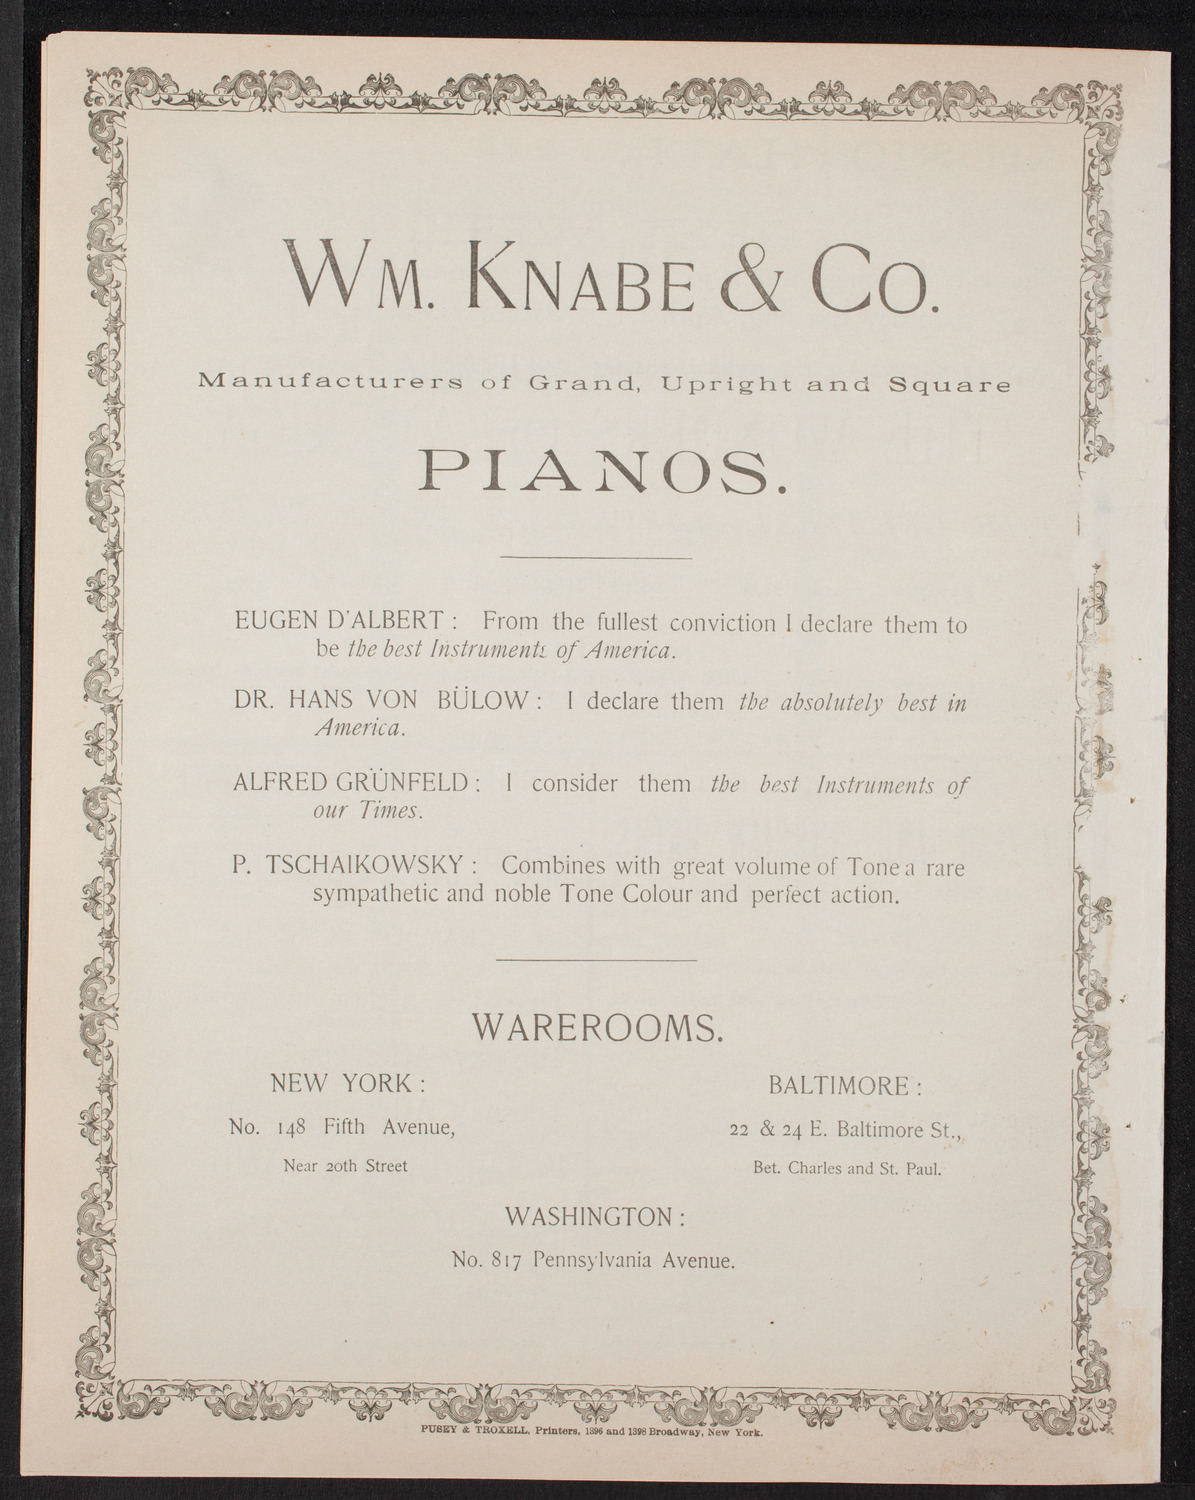 WM. KNABE & CO.
Manufacturers of Grand, Upright and Square
PIANOS.
EUGEN D'ALBERT : From the fullest conviction I declare them to
be the best Instruments of America.
DR. HANS VON BÜLOW : I declare them the absolutely best in
America.
ALFRED GRÜNFELD : I consider them the best Instruments of
our Times.
P. TSCHAIKOWSKY : Combines with great volume of Tone a rare
sympathetic and noble Tone Colour and perfect action.
WAREROOMS.
NEW YORK :
No. 148 Fifth Avenue,
Near 20th Street
BALTIMORE :
22 & 24 E. Baltimore St.,
Bet. Charles and St. Paul.
WASHINGTON :
No. 817 Pennsylvania Avenue.
PUSEY & TROXELL, Printers, 1396 and 1398 Broadway, New York.